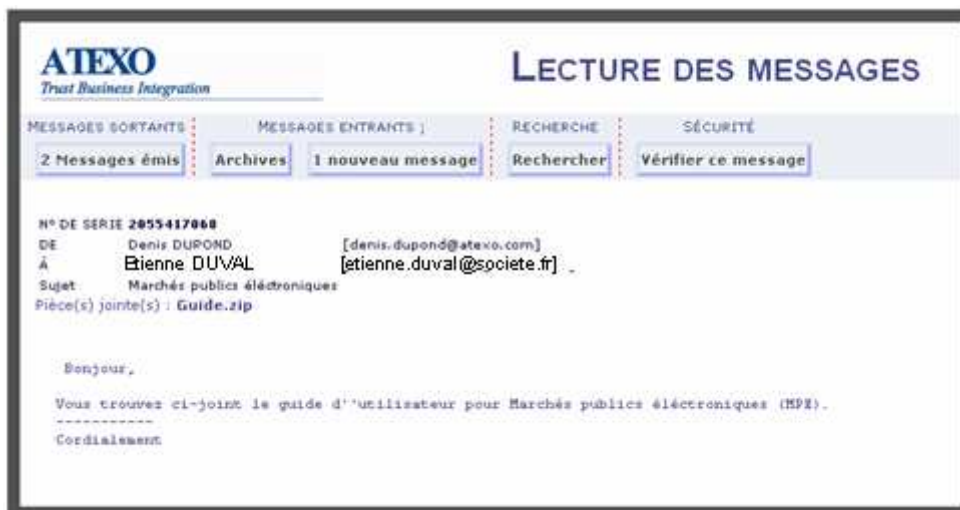 ATEXO
Trust Business Integration
LECTURE DES MESSAGES
MESSAGES SORTANTS MESSAGES ENTRANTS : RECHERCHE SÉCURITÉ
2 Messages émis Archives 1 nouveau message Rechercher Vérifier ce message
N° DE SERIE 2055417068
DE Denis DUPOND [denis.dupond@atexo.com]
À Etienne DUVAL [etienne.duval@societe.fr]
Sujet Marchés publics éléctroniques
Pièce(s) jointe(s) : Guide.zip
Bonjour,
Vous trouvez ci-joint le guide d''utilisateur pour Marchés publics éléctroniques (MPE).
-----------
Cordialement